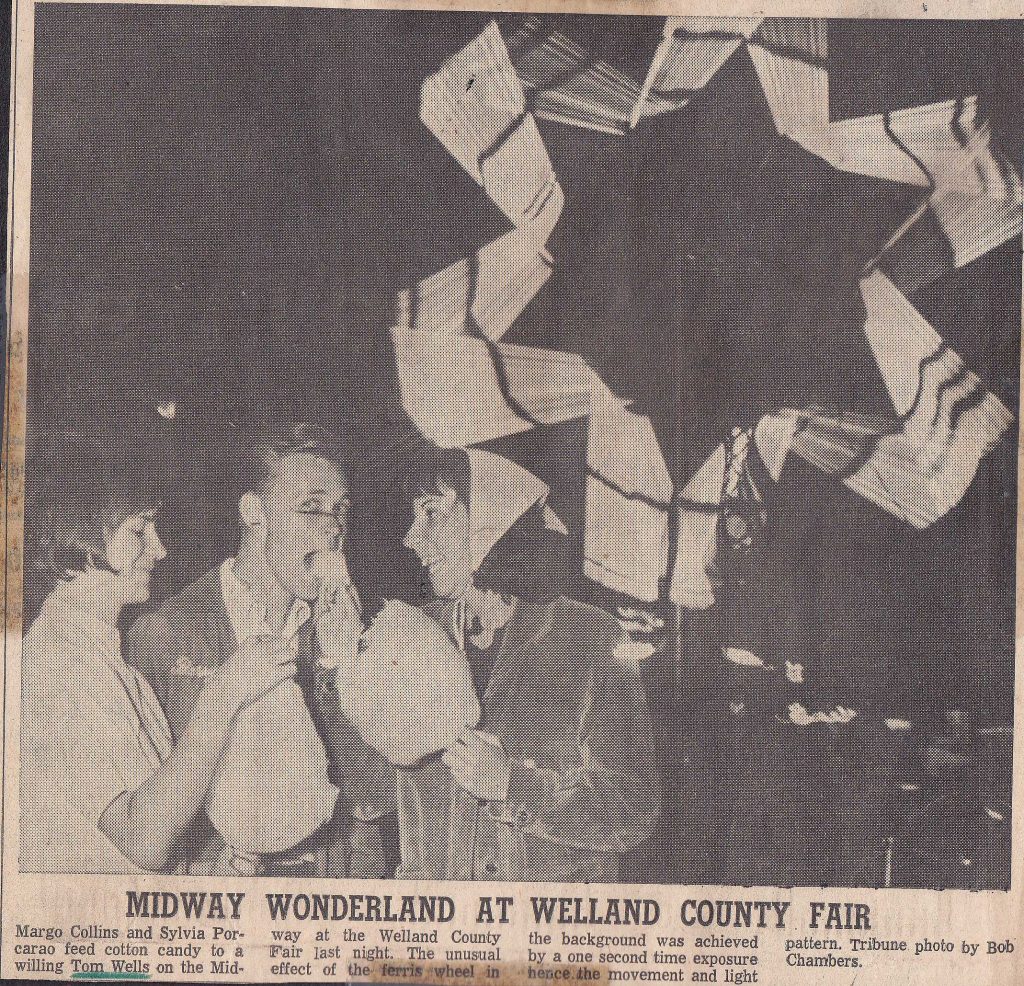 MIDWAY WONDERLAND AT WELLAND COUNTY FAIR
Margo Collins and Sylvia Por-
carao feed cotton candy to a
willing Tom Wells on the Mid-
way at the Welland County
Fair last night. The unusual
effect of the ferris wheel in
the background was achieved
by a one second time exposure
hence the movement and light
pattern. Tribune photo by Bob
Chambers.